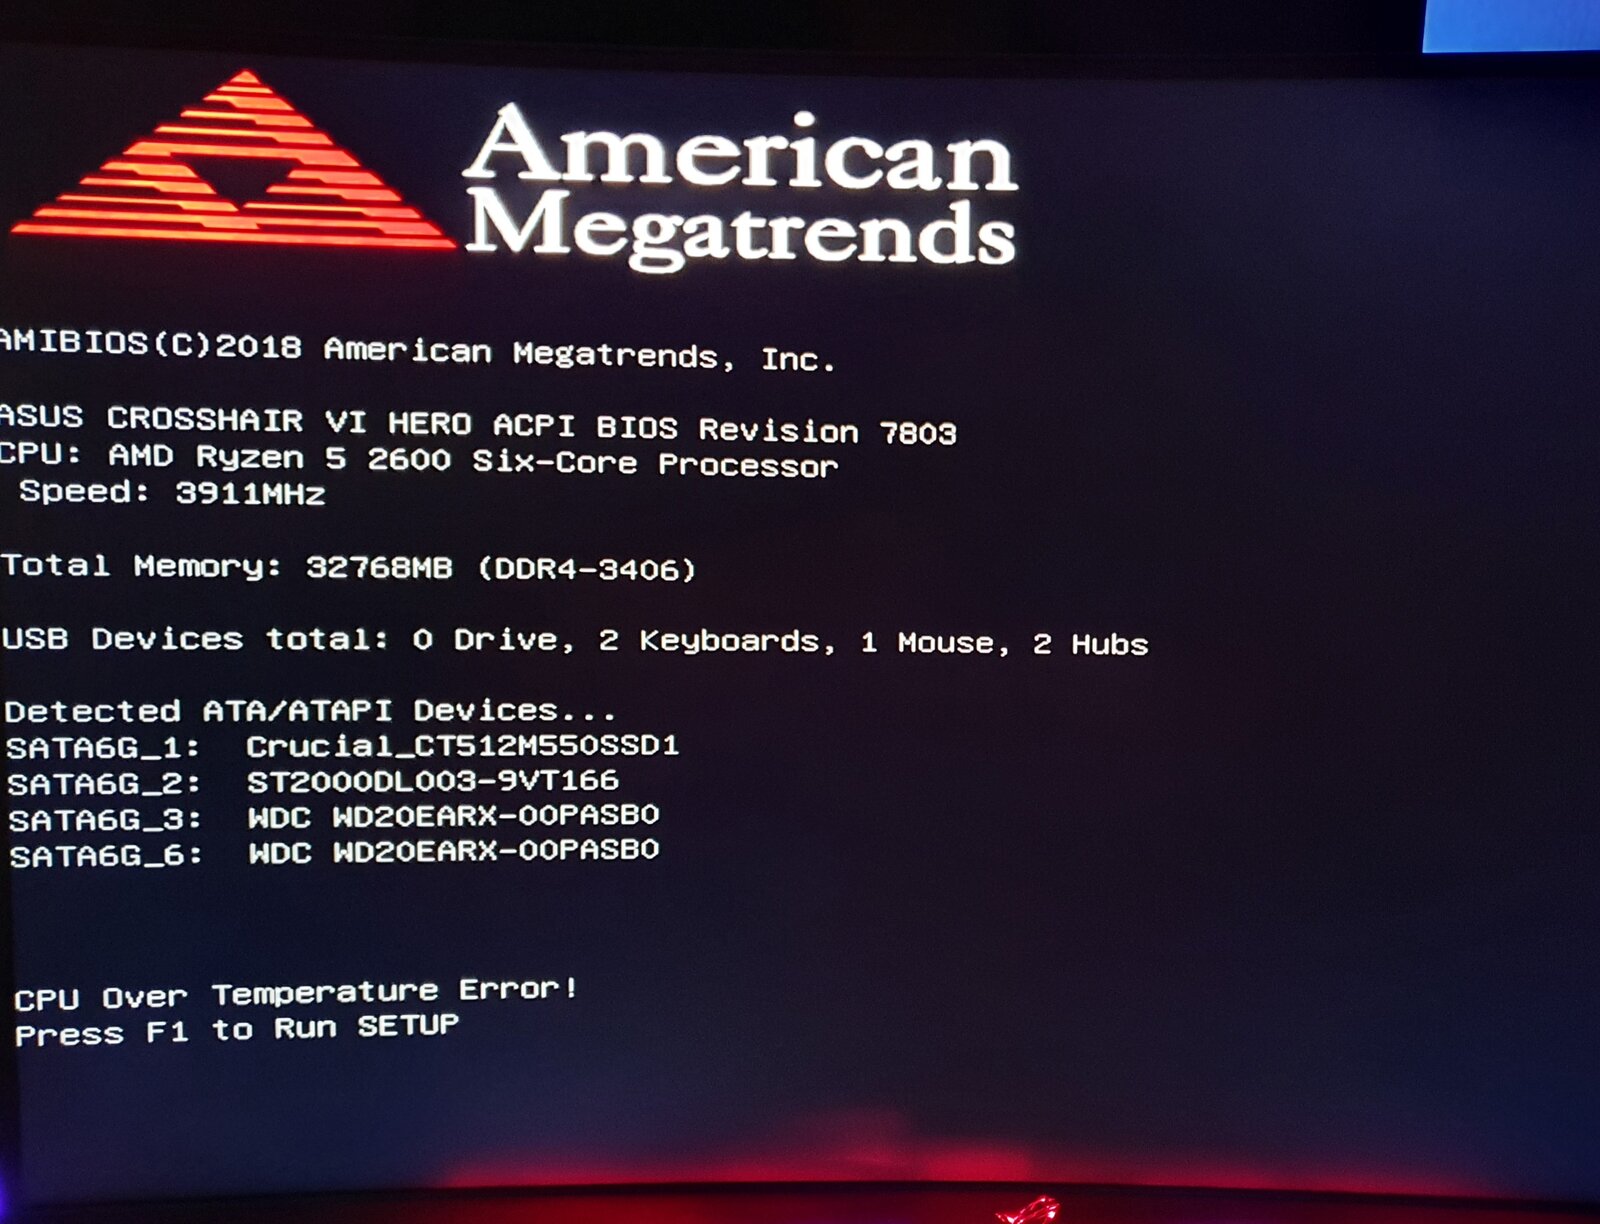 American
Megatrends
AMIBIOS(C)2018 American Megatrends, Inc.
ASUS CROSSHAIR VI HERO ACPI BIOS Revision 7803
CPU: AMD Ryzen 5 2600 Six-Core Processor
Speed: 3911MHz
Total Memory: 32768MB (DDR4-3406)
USB Devices total: 0 Drive, 2 Keyboards, 1 Mouse, 2 Hubs
Detected ATA/ATAPI Devices...
SATA6G_1: Crucial_CT512M550SSD1
SATA6G_2: ST2000DL003-9VT166
SATA6G_3: WDC WD20EARX-00PASB0
SATA6G_6: WDC WD20EARX-00PASB0
CPU Over Temperature Error!
Press F1 to Run SETUP